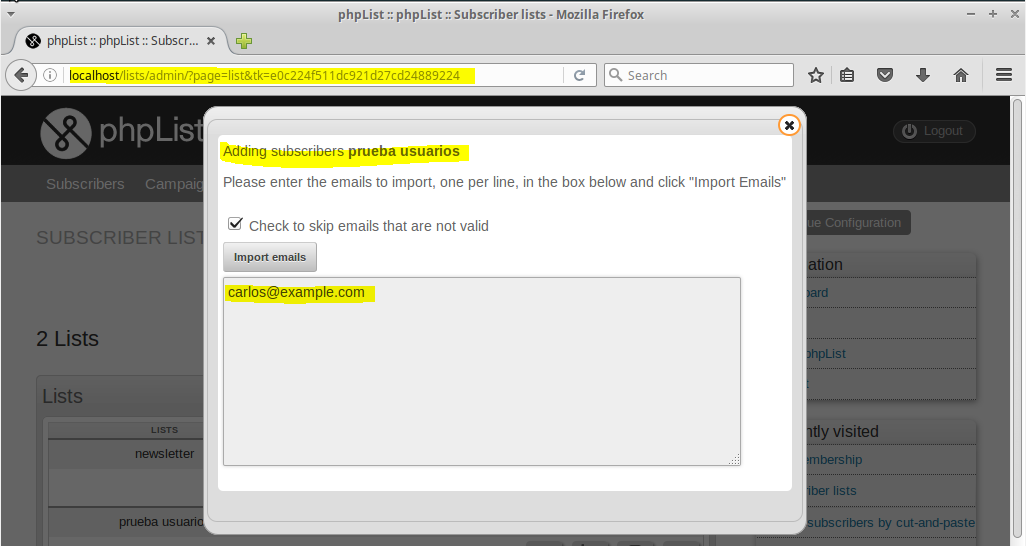 phpList :: phpList :: Subscriber lists - Mozilla Firefox
phpList :: phpList :: Subscr...
localhost/lists/admin/?page=list&tk=e0c224f511dc921d27cd24889224
Search
phpList
Logout
Subscribers Campaig
Adding subscribers prueba usuarios
Please enter the emails to import, one per line, in the box below and click "Import Emails"
Check to skip emails that are not valid
Import emails
carlos@example.com
SUBSCRIBER LIST
ue Configuration
ation
oard
phpList
2 Lists
Lists
LISTS
newsletter
prueba usuario
ntly visited
embership
riber lists
subscribers by cut-and-paste